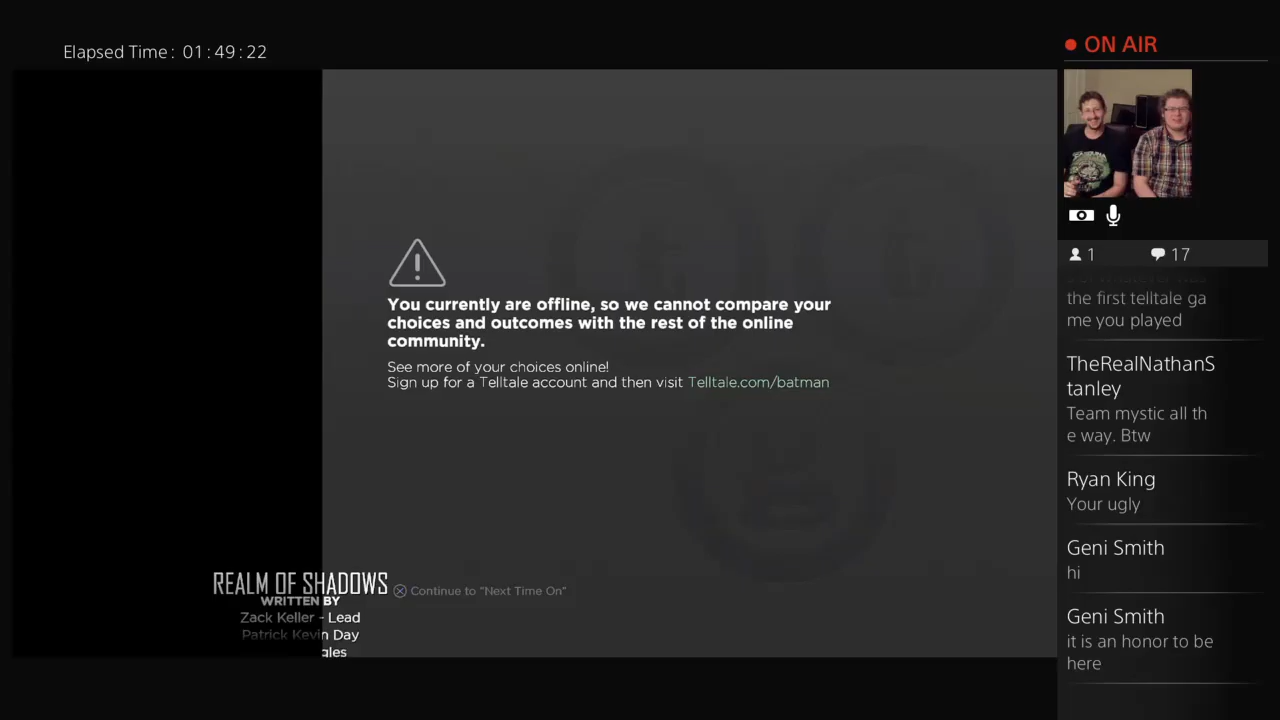 Elapsed Time: 01:49:22
ON AIR
1 17
the first telltale ga
me you played
TheRealNathanS
tanley
Team mystic all th
e way. Btw
Ryan King
Your ugly
Geni Smith
hi
Geni Smith
it is an honor to be
here
You currently are offline, so we cannot compare your
choices and outcomes with the rest of the online
community.
See more of your choices online!
Sign up for a Telltale account and then visit Telltale.com/batman
REALM OF SHADOWS
Continue to "Next Time On"
WRITTEN BY
Zack Keller - Lead
Patrick Kevin Day
gles